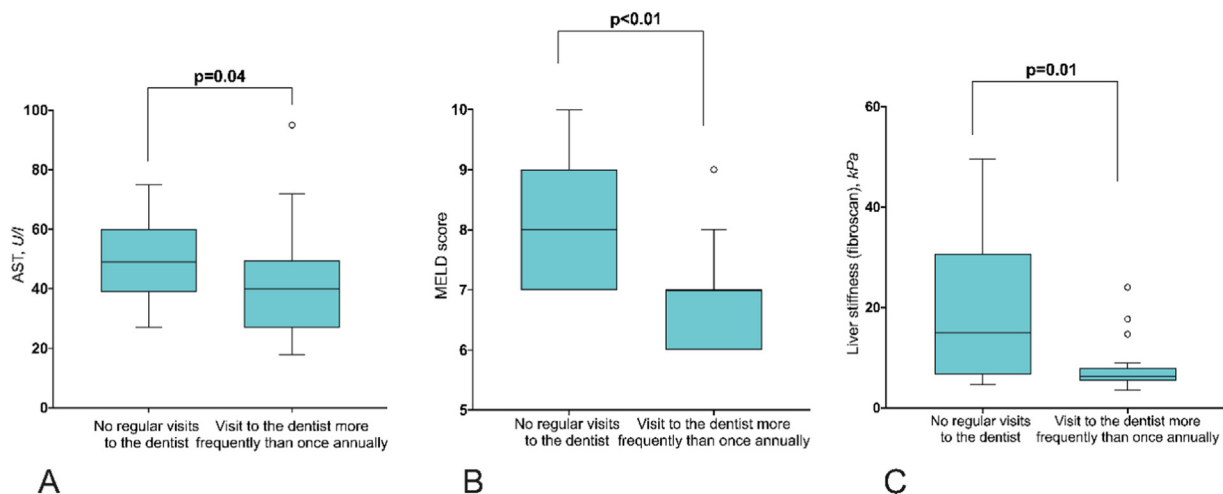 p=0.04
AST, U/l
100
80
60
40
20
0
No regular visits
to the dentist
Visit to the dentist more
frequently than once annually
A
p<0.01
MELD score
10
9
8
7
6
5
No regular visits
to the dentist
Visit to the dentist more
frequently than once annually
B
p=0.01
Liver stiffness (fibroscan), kPa
60
40
20
0
No regular visits
to the dentist
Visit to the dentist more
frequently than once annually
C